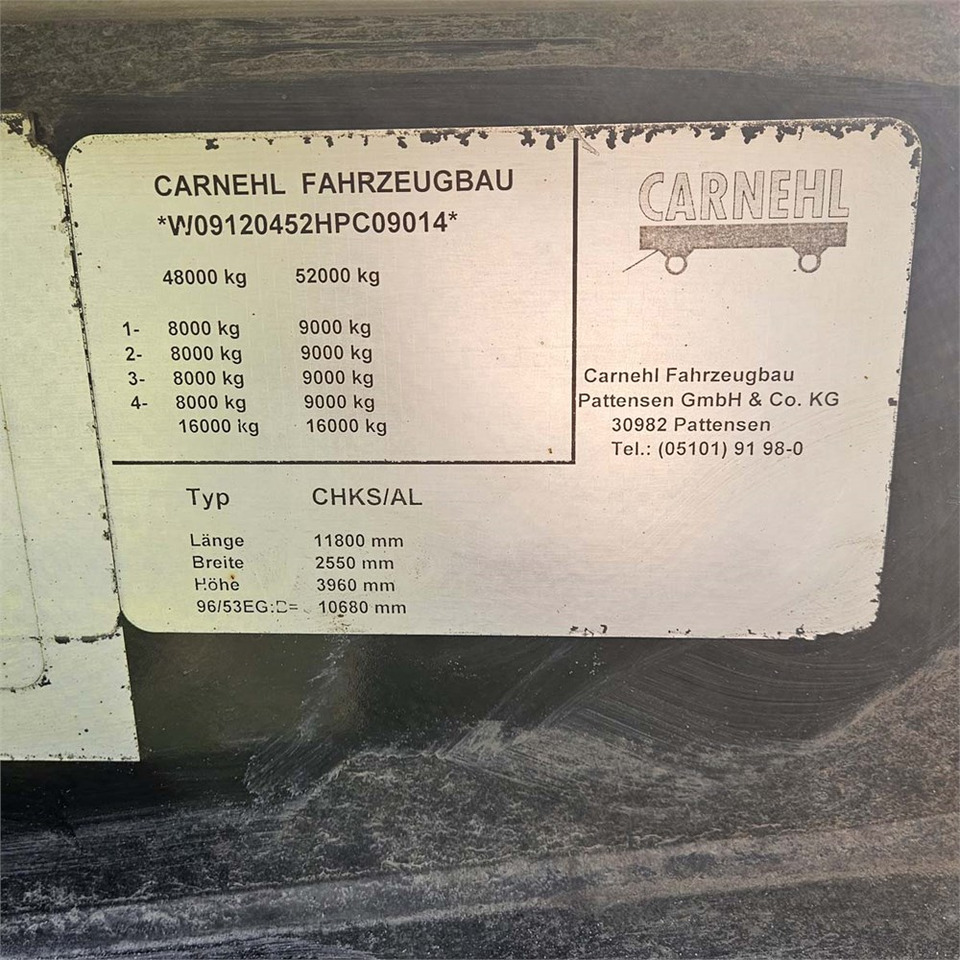 CARNEHL FAHRZEUGBAU
*W09120452HPC09014*
48000 kg 52000 kg
1- 8000 kg 9000 kg
2- 8000 kg 9000 kg
3- 8000 kg 9000 kg
4- 8000 kg 9000 kg
16000 kg 16000 kg
CARNEHL
Carnehl Fahrzeugbau
Pattensen GmbH & Co. KG
30982 Pattensen
Tel.: (05101) 91 98-0
Typ CHKS/AL
Länge 11800 mm
Breite 2550 mm
Höhe 3960 mm
96/53EG:D= 10680 mm